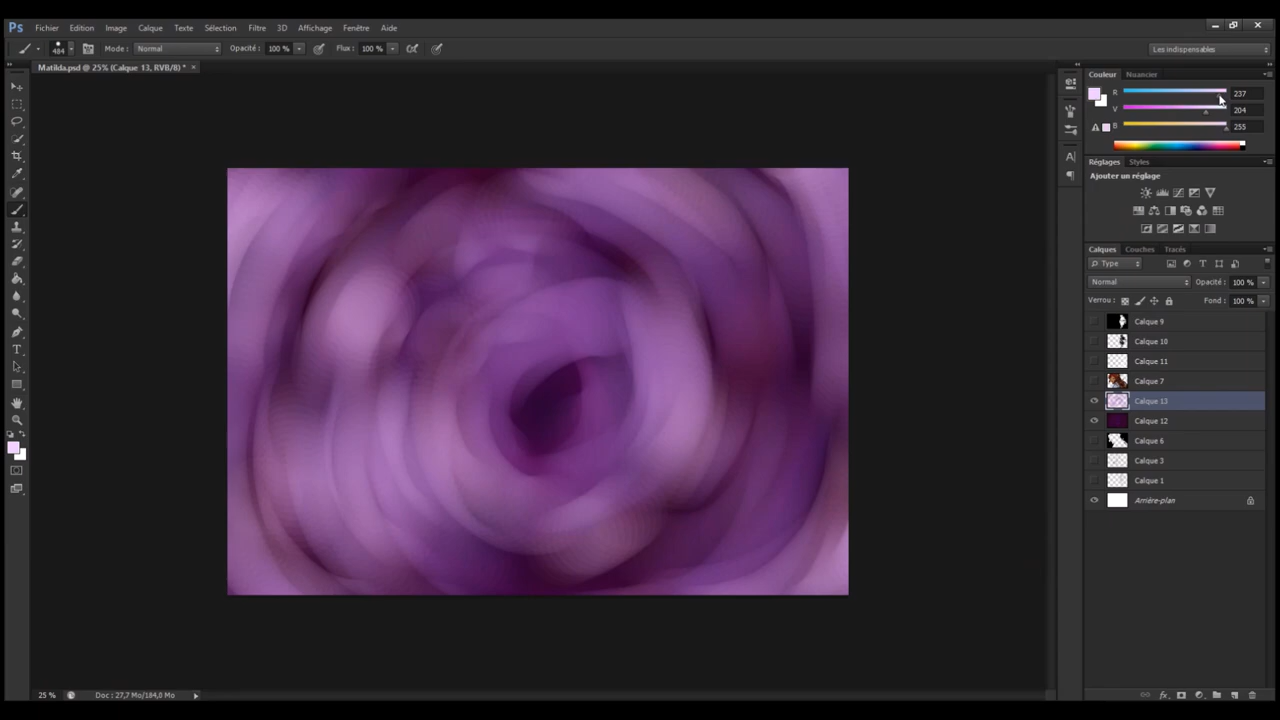 Ps Fichier Edition Image Calque Texte Sélection Filtre 3D Affichage Fenêtre Aide
484 Mode : Normal Opacité : 100 % Flux : 100 % Les indispensables
Matilda.psd @ 25% (Calque 13, RVB/8) * ×
Couleur Nuancier
R 237
V 204
B 255
Réglages Styles
Ajouter un réglage
Calques Couches Tracés
Type
Normal Opacité : 100 %
Verrou : Fond : 100 %
Calque 9
Calque 10
Calque 11
Calque 7
Calque 13
Calque 12
Calque 6
Calque 3
Calque 1
Arrière-plan
25 % Doc : 27,7 Mo/184,0 Mo